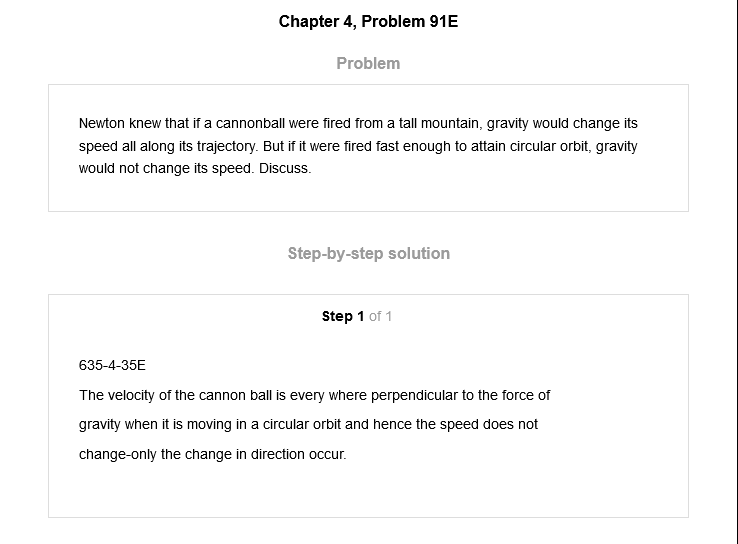 Chapter 4, Problem 91E
Problem
Newton knew that if a cannonball were fired from a tall mountain, gravity would change its
speed all along its trajectory. But if it were fired fast enough to attain circular orbit, gravity
would not change its speed. Discuss.
Step-by-step solution
Step 1 of 1
635-4-35E
The velocity of the cannon ball is every where perpendicular to the force of
gravity when it is moving in a circular orbit and hence the speed does not
change-only the change in direction occur.